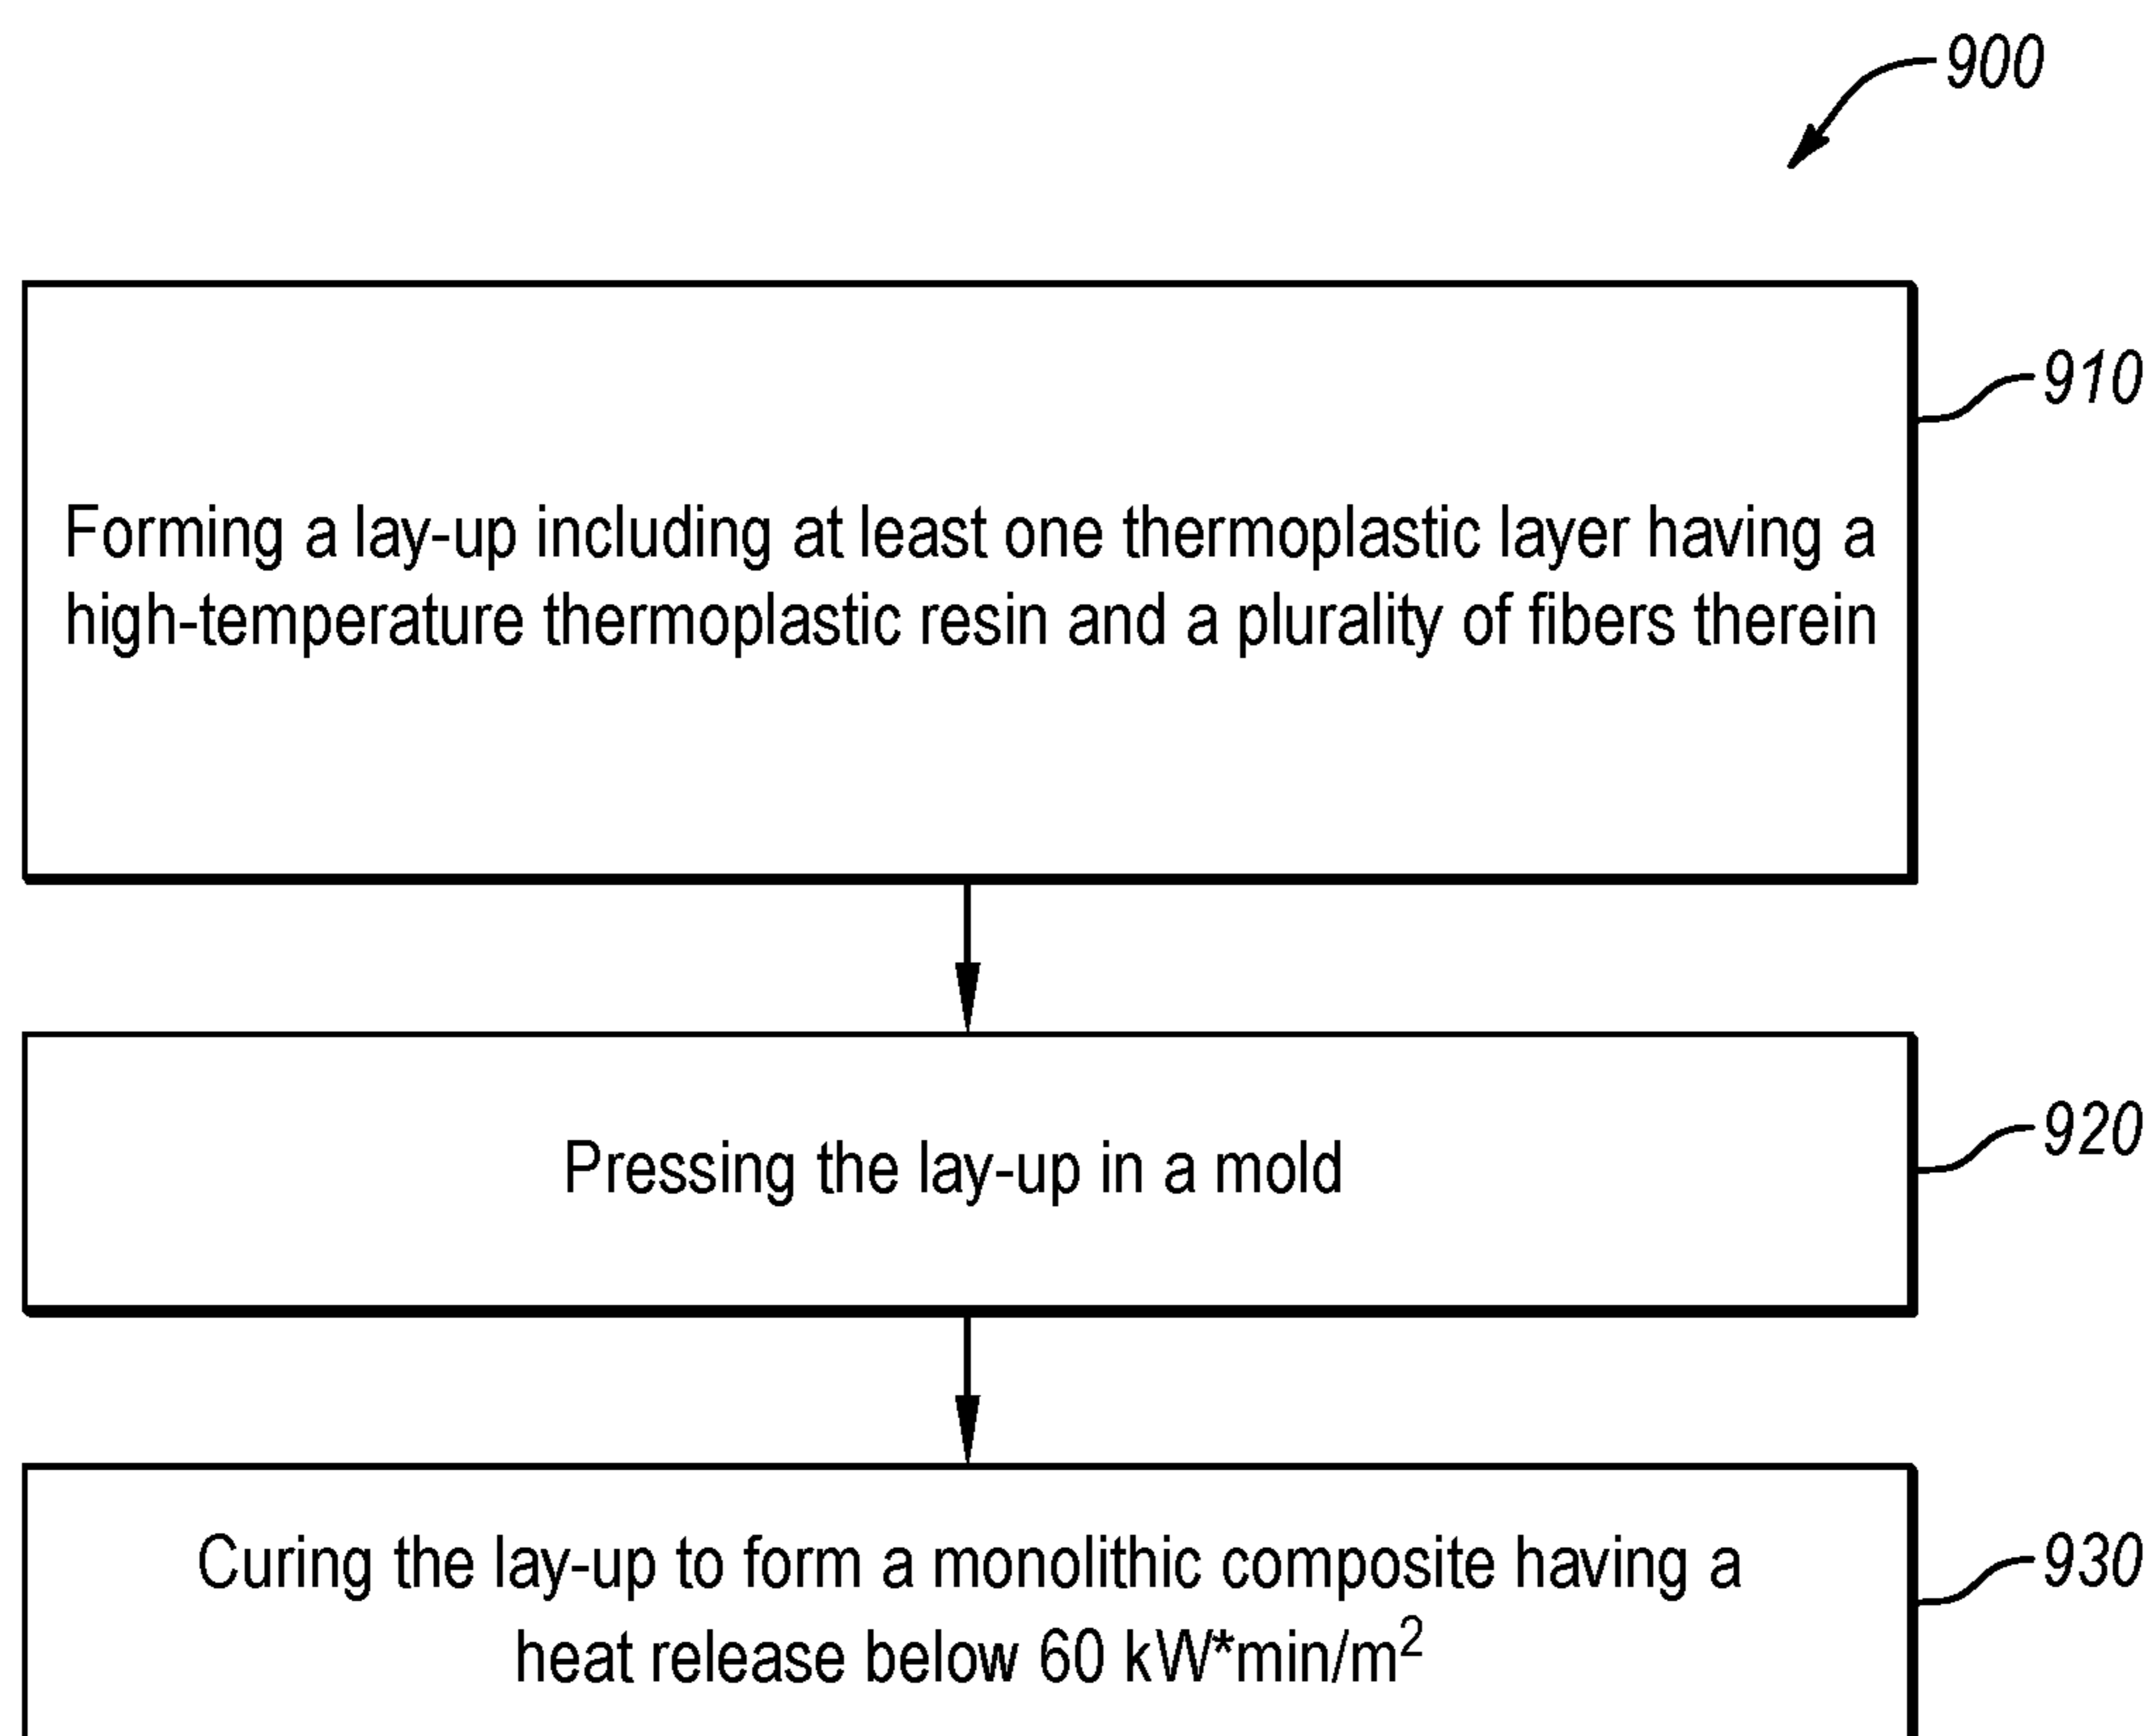 900
910
Forming a lay-up including at least one thermoplastic layer having a
high-temperature thermoplastic resin and a plurality of fibers therein
920
Pressing the lay-up in a mold
930
Curing the lay-up to form a monolithic composite having a
heat release below 60 kW*min/m²